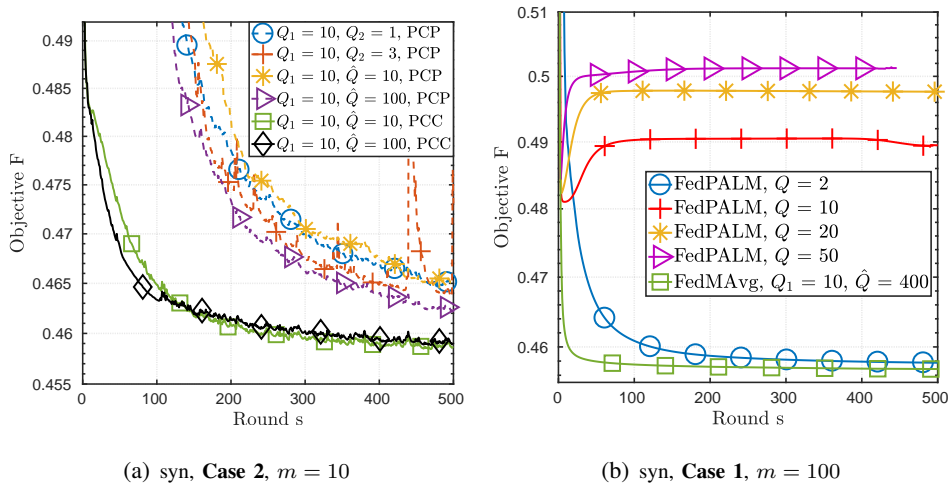 0.49
0.485
0.48
0.475
0.47
0.465
0.46
0.455
0
100
200
300
400
500
Objective F
Round s
Q₁ = 10, Q₂ = 1, PCP
Q₁ = 10, Q₂ = 3, PCP
Q₁ = 10, Q̂ = 10, PCP
Q₁ = 10, Q̂ = 100, PCP
Q₁ = 10, Q̂ = 10, PCC
Q₁ = 10, Q̂ = 100, PCC
(a) syn, Case 2, m = 10
0.51
0.5
0.49
0.48
0.47
0.46
0
100
200
300
400
500
Objective F
Round s
FedPALM, Q = 2
FedPALM, Q = 10
FedPALM, Q = 20
FedPALM, Q = 50
FedMAvg, Q₁ = 10, Q̂ = 400
(b) syn, Case 1, m = 100